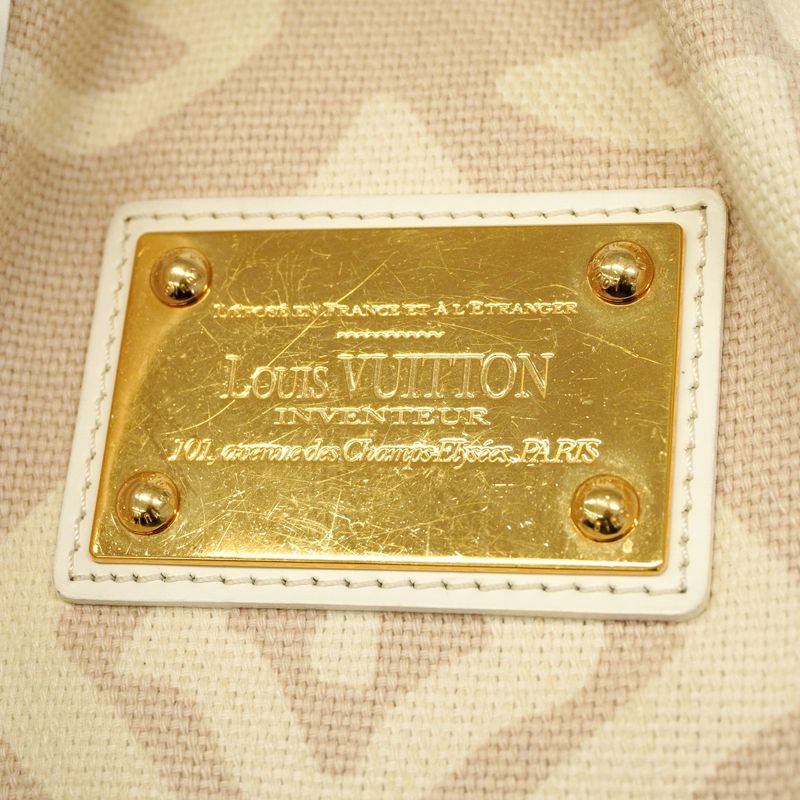 DÉPOSÉ EN FRANCE ET À L'ETRANGER
LOUIS VUITTON
INVENTEUR
101, avenue des Champs-Elysées, PARIS